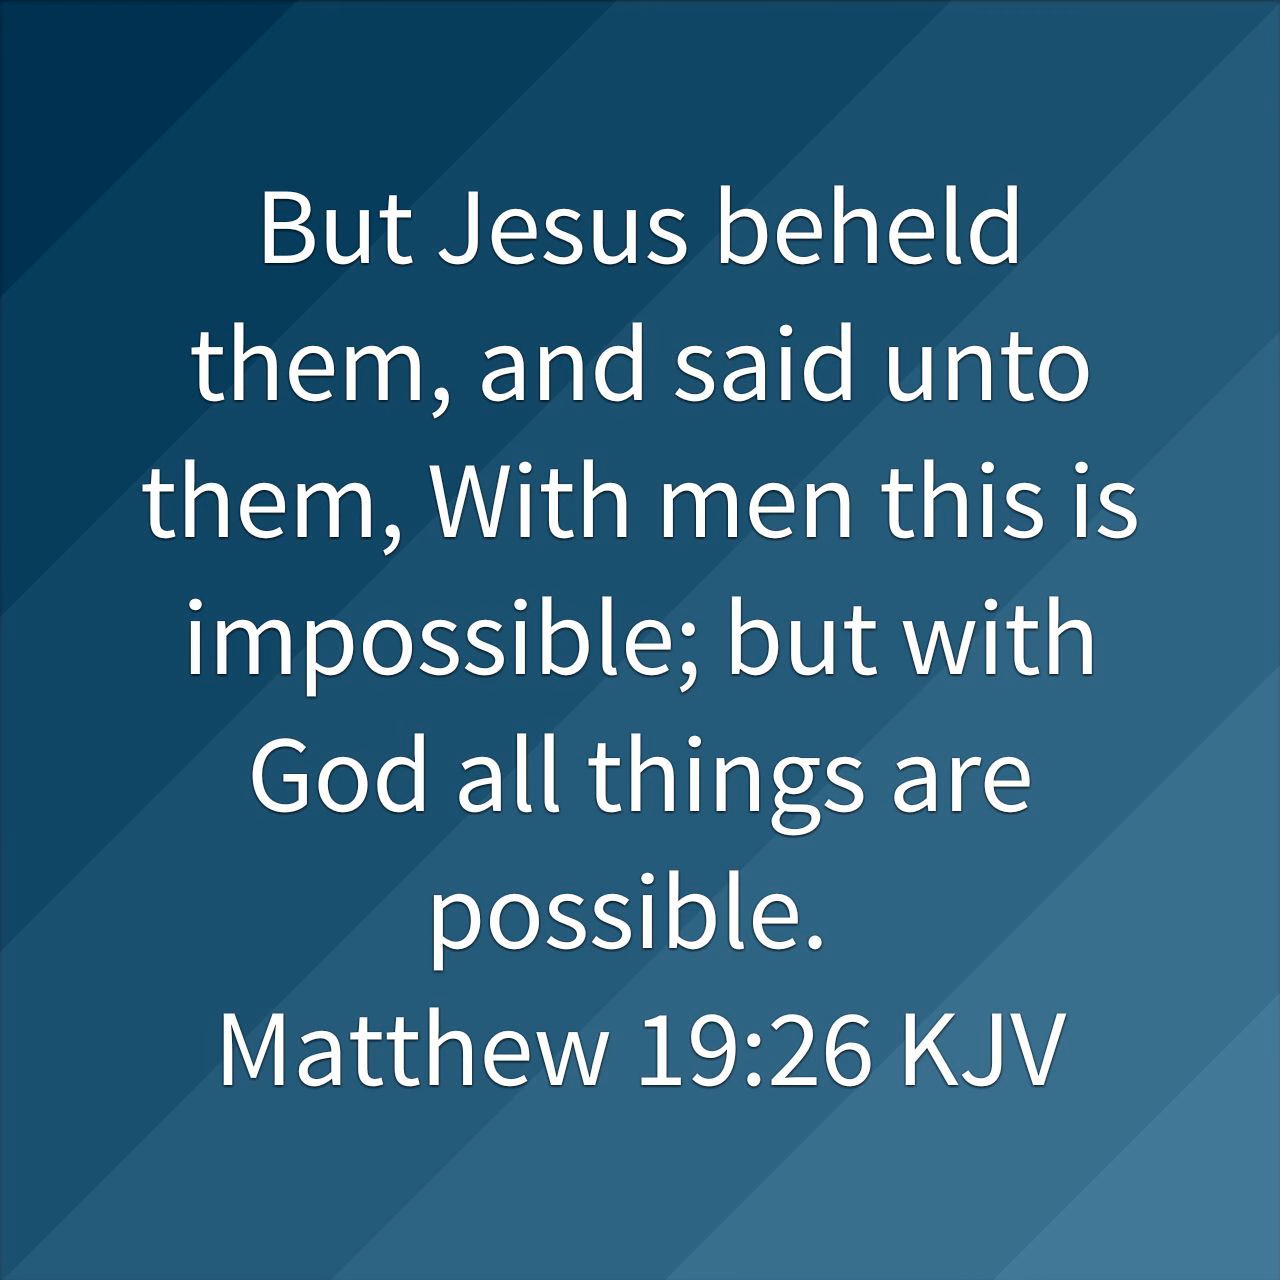 But Jesus beheld
them, and said unto
them, With men this is
impossible; but with
God all things are
possible.
Matthew 19:26 KJV